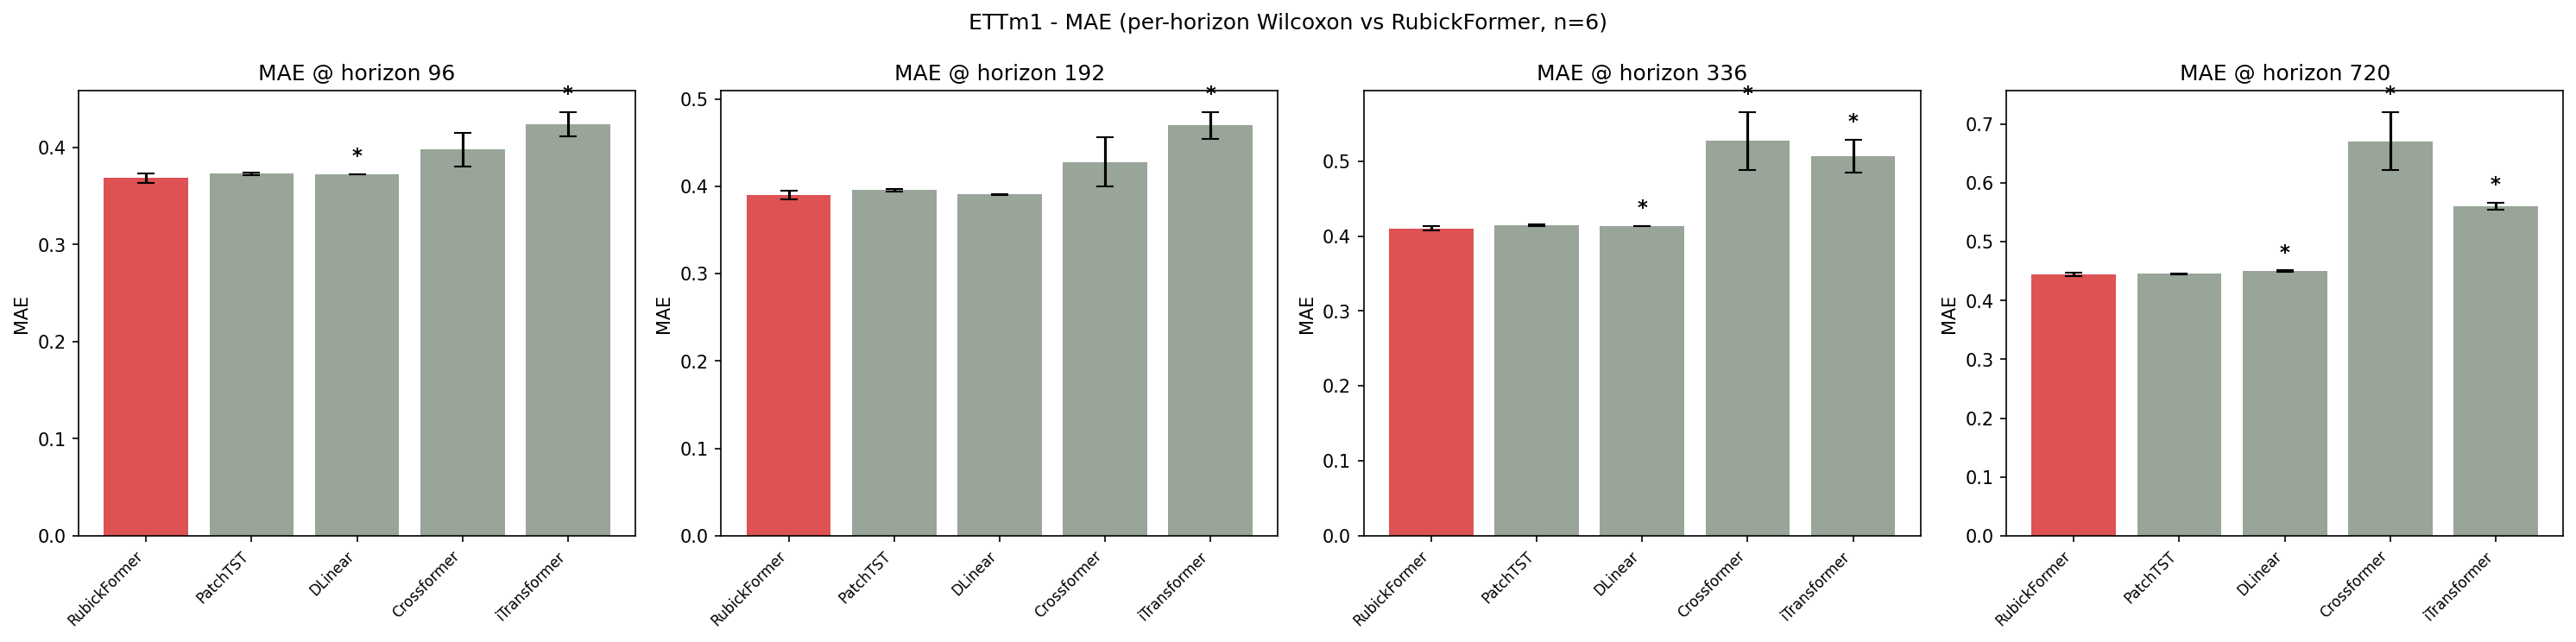 ETTm1 - MAE (per-horizon Wilcoxon vs RubickFormer, n=6)
MAE @ horizon 96
MAE
0.4
0.3
0.2
0.1
0.0
*
*
RubickFormer
PatchTST
DLinear
Crossformer
iTransformer
MAE @ horizon 192
MAE
0.5
0.4
0.3
0.2
0.1
0.0
*
RubickFormer
PatchTST
DLinear
Crossformer
iTransformer
MAE @ horizon 336
MAE
0.5
0.4
0.3
0.2
0.1
0.0
*
*
*
RubickFormer
PatchTST
DLinear
Crossformer
iTransformer
MAE @ horizon 720
MAE
0.7
0.6
0.5
0.4
0.3
0.2
0.1
0.0
*
*
*
RubickFormer
PatchTST
DLinear
Crossformer
iTransformer